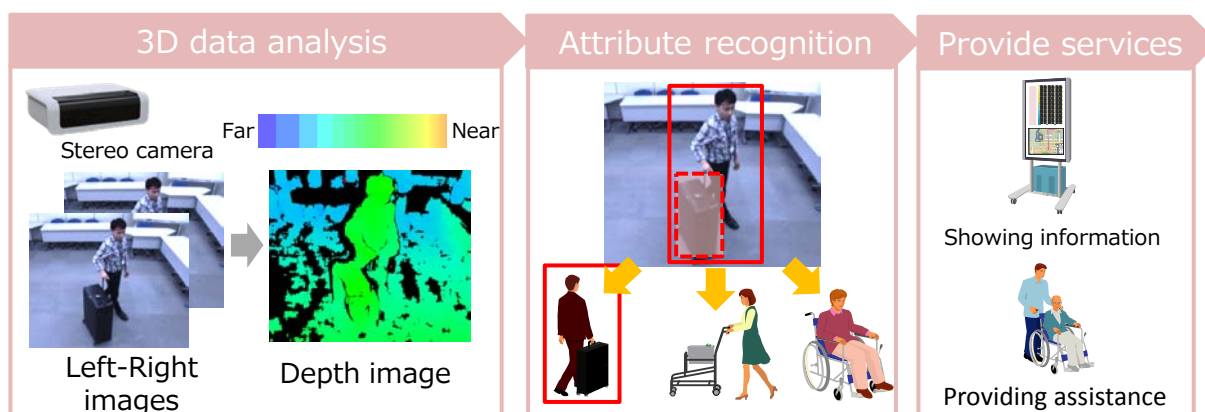 3D data analysis
Attribute recognition
Provide services
Far
Near
Stereo camera
Left-Right
images
Depth image
Showing information
Providing assistance